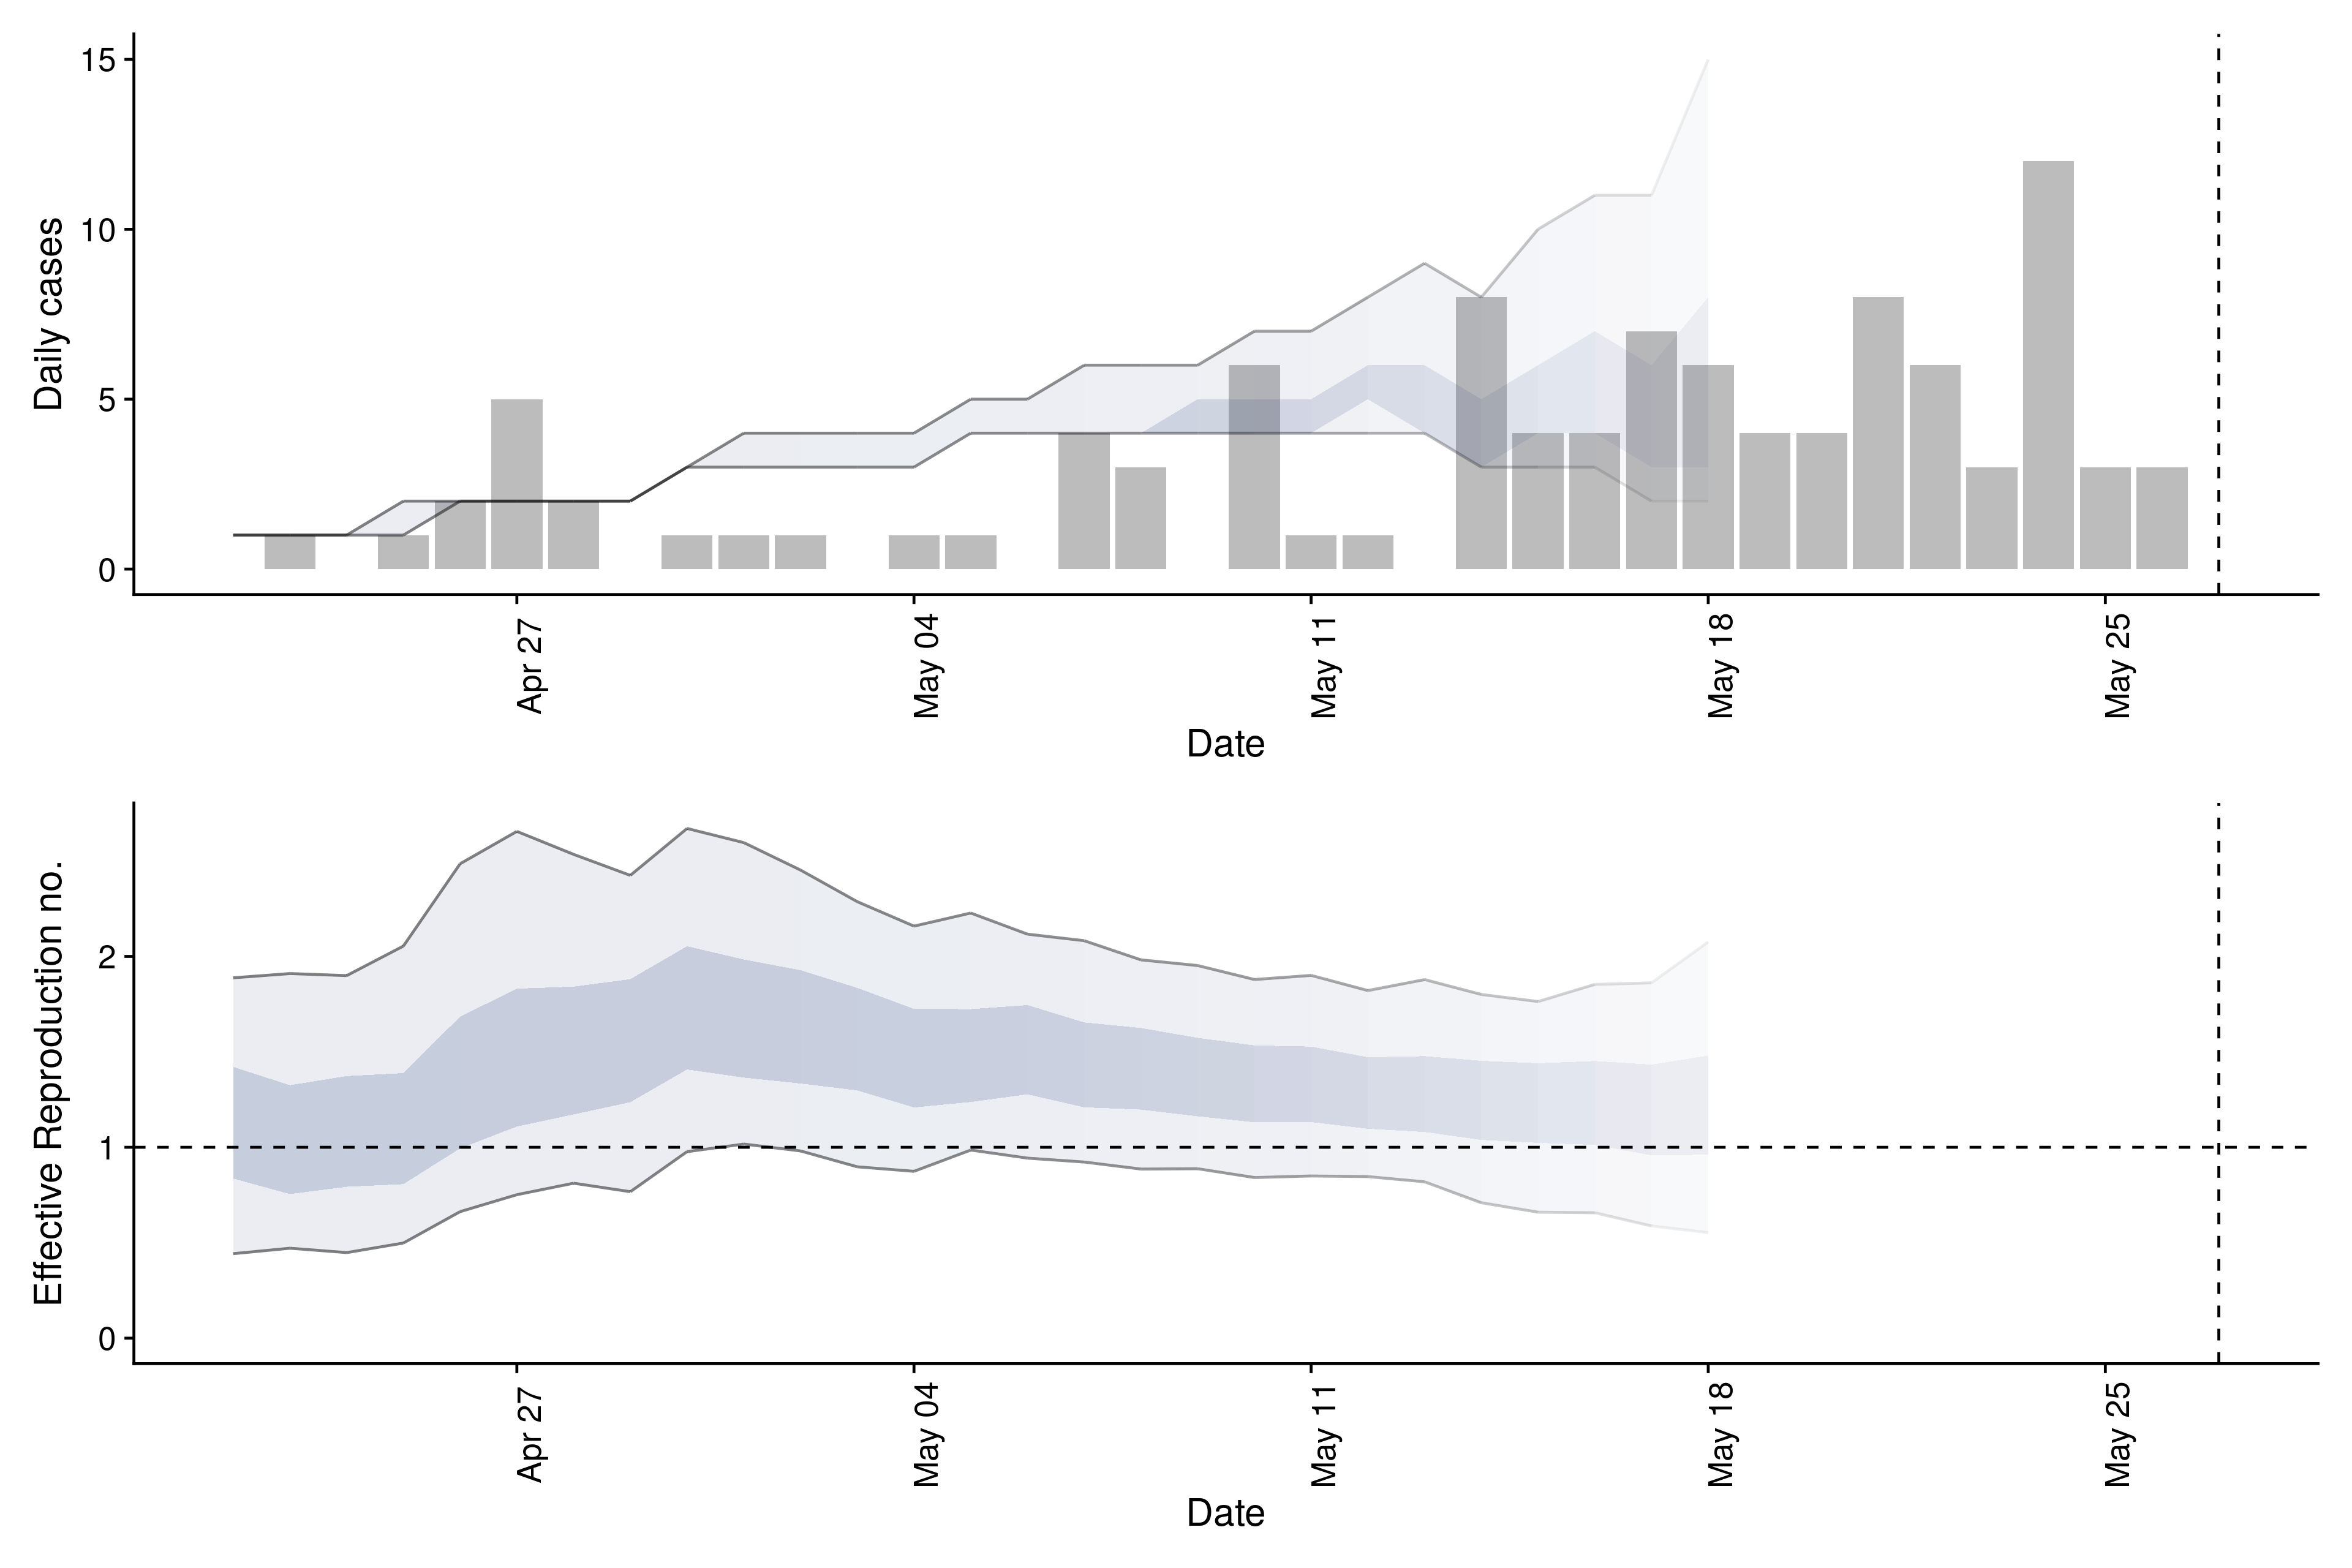 Daily cases
15
10
5
0
Apr 27
May 04
May 11
May 18
May 25
Date
Effective Reproduction no.
2
1
0
Apr 27
May 04
May 11
May 18
May 25
Date